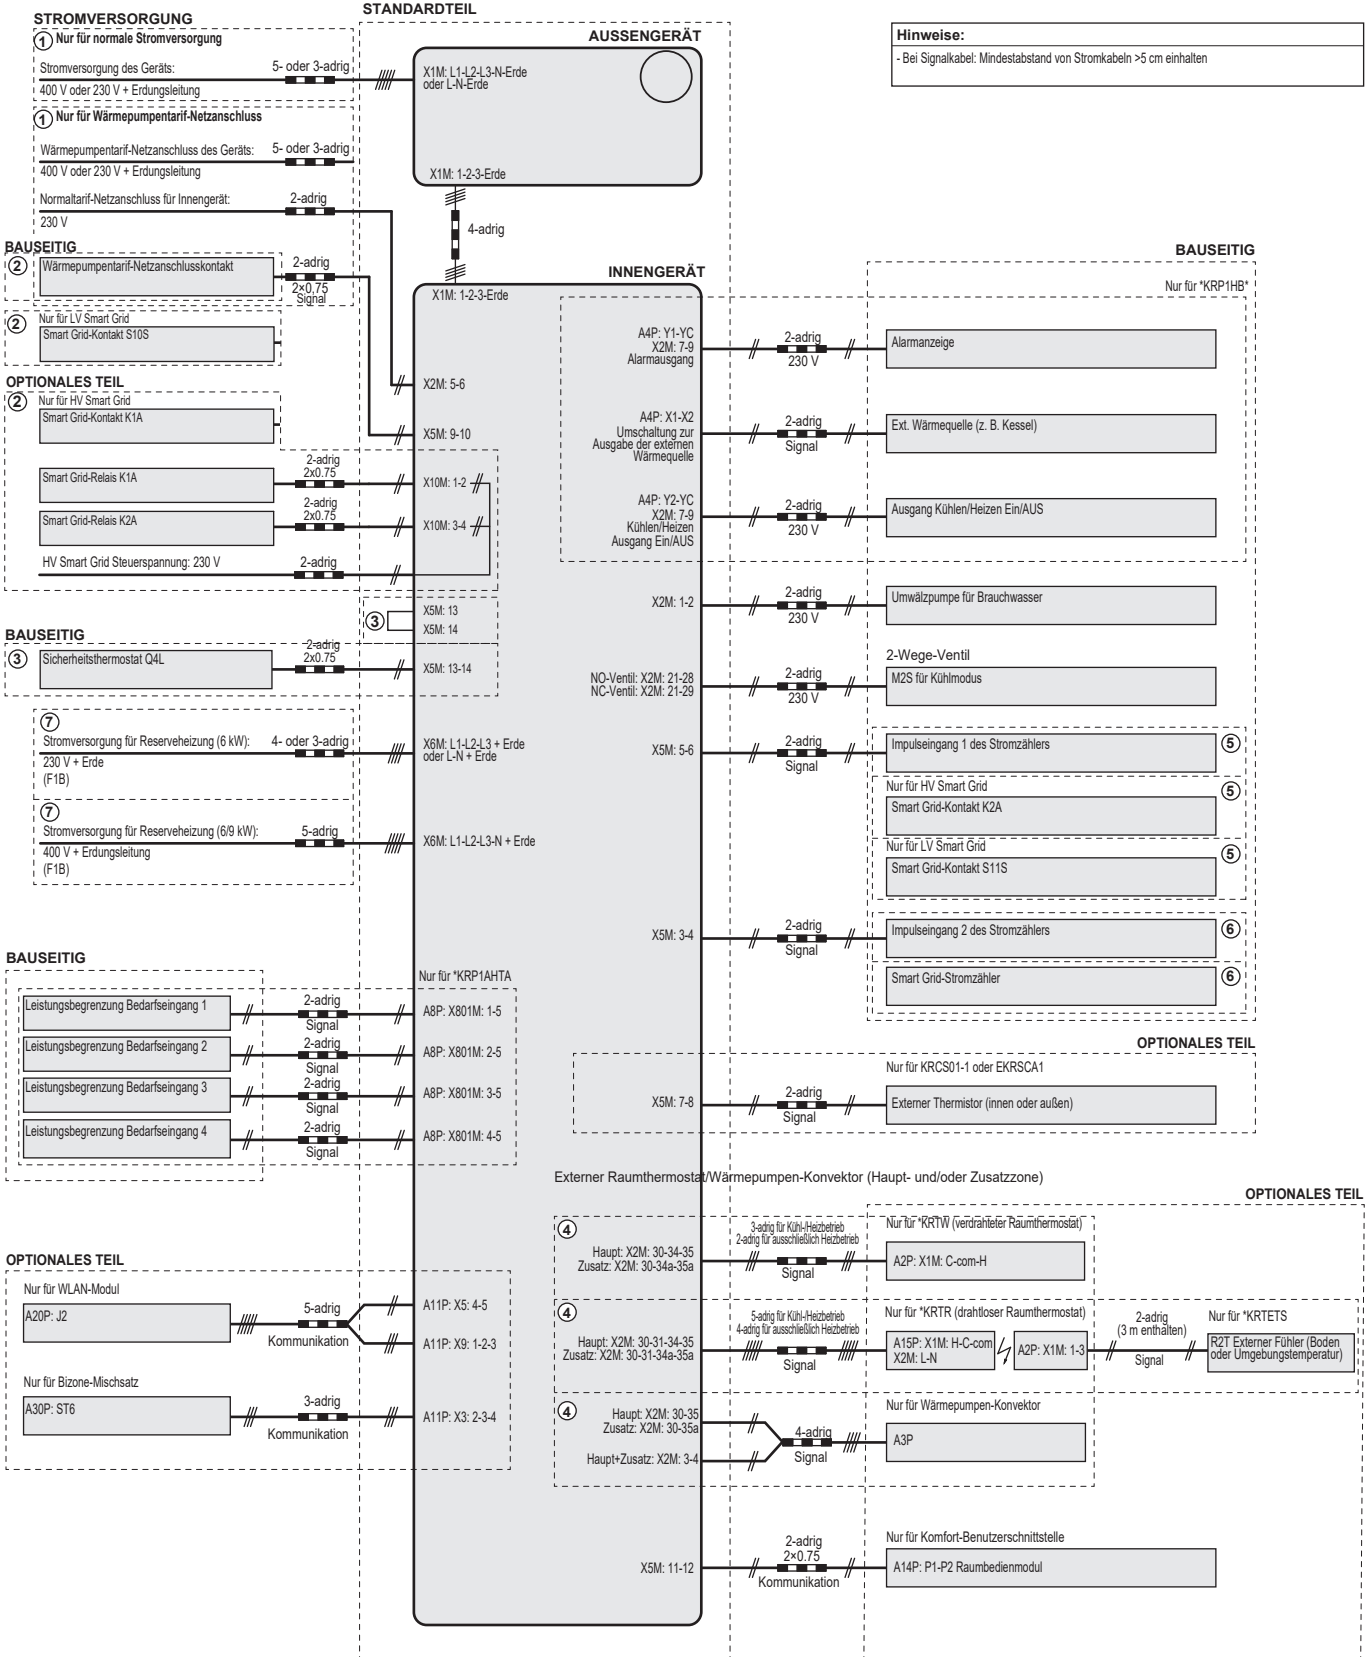 STROMVERSORGUNG
1 Nur für normale Stromversorgung
Stromversorgung des Geräts:
5- oder 3-adrig
400 V oder 230 V + Erdungsleitung
1 Nur für Wärmepumpentarif-Netzanschluss
Wärmepumpentarif-Netzanschluss des Geräts:
5- oder 3-adrig
400 V oder 230 V + Erdungsleitung
Normaltarif-Netzanschluss für Innengerät:
2-adrig
230 V
BAUSEITIG
2
Wärmepumpentarif-Netzanschlusskontakt
2-adrig
2×0,75
Signal
2
Nur für LV Smart Grid
Smart Grid-Kontakt S10S
OPTIONALES TEIL
2
Nur für HV Smart Grid
Smart Grid-Kontakt K1A
Smart Grid-Relais K1A
2-adrig
2x0.75
Smart Grid-Relais K2A
2-adrig
2x0.75
HV Smart Grid Steuerspannung: 230 V
2-adrig
BAUSEITIG
3
Sicherheitsthermostat Q4L
2-adrig
2x0.75
7
Stromversorgung für Reserveheizung (6 kW):
4- oder 3-adrig
230 V + Erde
(F1B)
7
Stromversorgung für Reserveheizung (6/9 kW):
5-adrig
400 V + Erdungsleitung
(F1B)
BAUSEITIG
Leistungsbegrenzung Bedarfseingang 1
2-adrig
Signal
Leistungsbegrenzung Bedarfseingang 2
2-adrig
Signal
Leistungsbegrenzung Bedarfseingang 3
2-adrig
Signal
Leistungsbegrenzung Bedarfseingang 4
2-adrig
Signal
OPTIONALES TEIL
Nur für WLAN-Modul
A20P: J2
5-adrig
Kommunikation
Nur für Bizone-Mischsatz
A30P: ST6
3-adrig
Kommunikation
STANDARDTEIL
AUSSENGERÄT
X1M: L1-L2-L3-N-Erde
oder L-N-Erde
X1M: 1-2-3-Erde
4-adrig
INNENGERÄT
X1M: 1-2-3-Erde
X2M: 5-6
X5M: 9-10
X10M: 1-2
X10M: 3-4
3
X5M: 13
X5M: 14
X5M: 13-14
X6M: L1-L2-L3 + Erde
oder L-N + Erde
X6M: L1-L2-L3-N + Erde
Nur für *KRP1AHTA
A8P: X801M: 1-5
A8P: X801M: 2-5
A8P: X801M: 3-5
A8P: X801M: 4-5
A11P: X5: 4-5
A11P: X9: 1-2-3
A11P: X3: 2-3-4
Hinweise:
- Bei Signalkabel: Mindestabstand von Stromkabeln >5 cm einhalten
BAUSEITIG
Nur für *KRP1HB*
A4P: Y1-YC
X2M: 7-9
Alarmausgang
2-adrig
230 V
Alarmanzeige
A4P: X1-X2
Umschaltung zur
Ausgabe der externen
Wärmequelle
2-adrig
Signal
Ext. Wärmequelle (z. B. Kessel)
A4P: Y2-YC
X2M: 7-9
Kühlen/Heizen
Ausgang Ein/AUS
2-adrig
230 V
Ausgang Kühlen/Heizen Ein/AUS
X2M: 1-2
2-adrig
230 V
Umwälzpumpe für Brauchwasser
2-Wege-Ventil
NO-Ventil: X2M: 21-28
NC-Ventil: X2M: 21-29
2-adrig
230 V
M2S für Kühlmodus
X5M: 5-6
2-adrig
Signal
Impulseingang 1 des Stromzählers
5
Nur für HV Smart Grid
Smart Grid-Kontakt K2A
5
Nur für LV Smart Grid
Smart Grid-Kontakt S11S
5
X5M: 3-4
2-adrig
Signal
Impulseingang 2 des Stromzählers
6
Smart Grid-Stromzähler
6
OPTIONALES TEIL
Nur für KRCS01-1 oder EKRSCA1
X5M: 7-8
2-adrig
Signal
Externer Thermistor (innen oder außen)
Externer Raumthermostat/Wärmepumpen-Konvektor (Haupt- und/oder Zusatzzone)
OPTIONALES TEIL
4
Haupt: X2M: 30-34-35
Zusatz: X2M: 30-34a-35a
3-adrig für Kühl-/Heizbetrieb
2-adrig für ausschließlich Heizbetrieb
Signal
Nur für *KRTW (verdrahteter Raumthermostat)
A2P: X1M: C-com-H
4
Haupt: X2M: 30-31-34-35
Zusatz: X2M: 30-31-34a-35a
5-adrig für Kühl-/Heizbetrieb
4-adrig für ausschließlich Heizbetrieb
Signal
Nur für *KRTR (drahtloser Raumthermostat)
A15P: X1M: H-C-com
X2M: L-N
A2P: X1M: 1-3
2-adrig
(3 m enthalten)
Signal
Nur für *KRTETS
R2T Externer Fühler (Boden
oder Umgebungstemperatur)
4
Haupt: X2M: 30-35
Zusatz: X2M: 30-35a
Haupt+Zusatz: X2M: 3-4
4-adrig
Signal
Nur für Wärmepumpen-Konvektor
A3P
X5M: 11-12
2-adrig
2×0.75
Kommunikation
Nur für Komfort-Benutzerschnittstelle
A14P: P1-P2 Raumbedienmodul